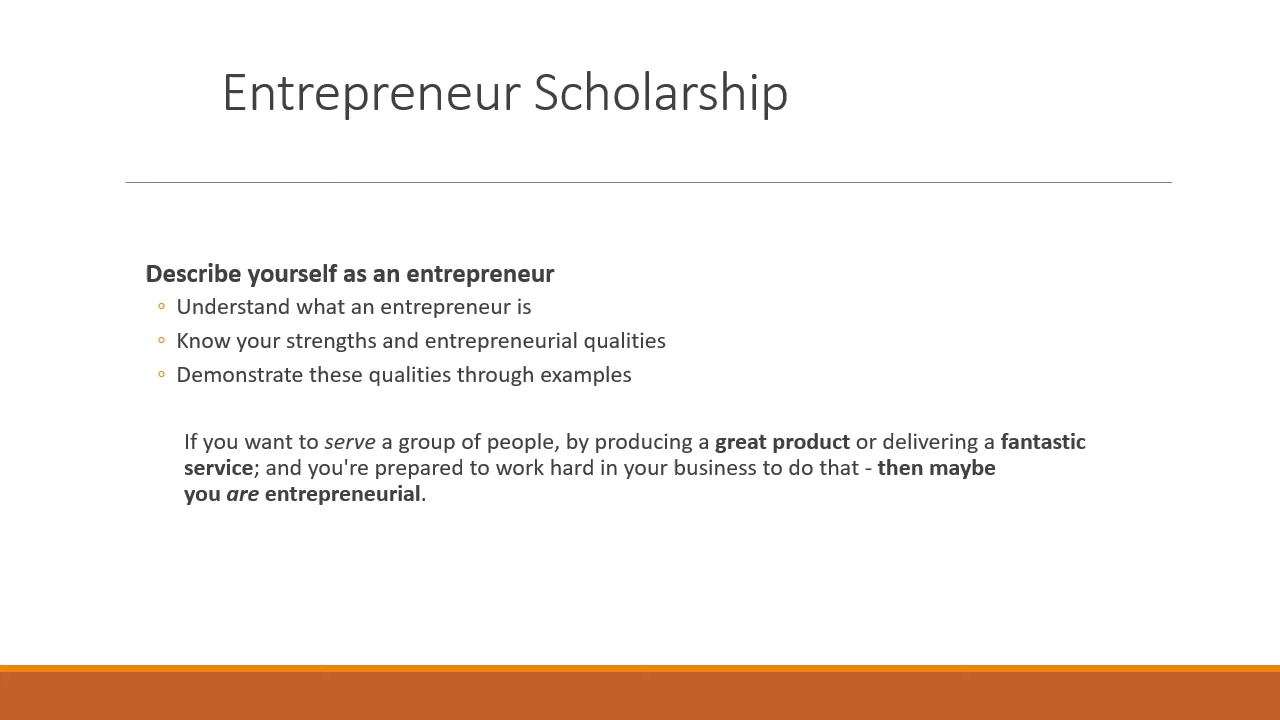 Entrepreneur Scholarship
Describe yourself as an entrepreneur
◦ Understand what an entrepreneur is
◦ Know your strengths and entrepreneurial qualities
◦ Demonstrate these qualities through examples
If you want to serve a group of people, by producing a great product or delivering a fantastic
service; and you're prepared to work hard in your business to do that - then maybe
you are entrepreneurial.